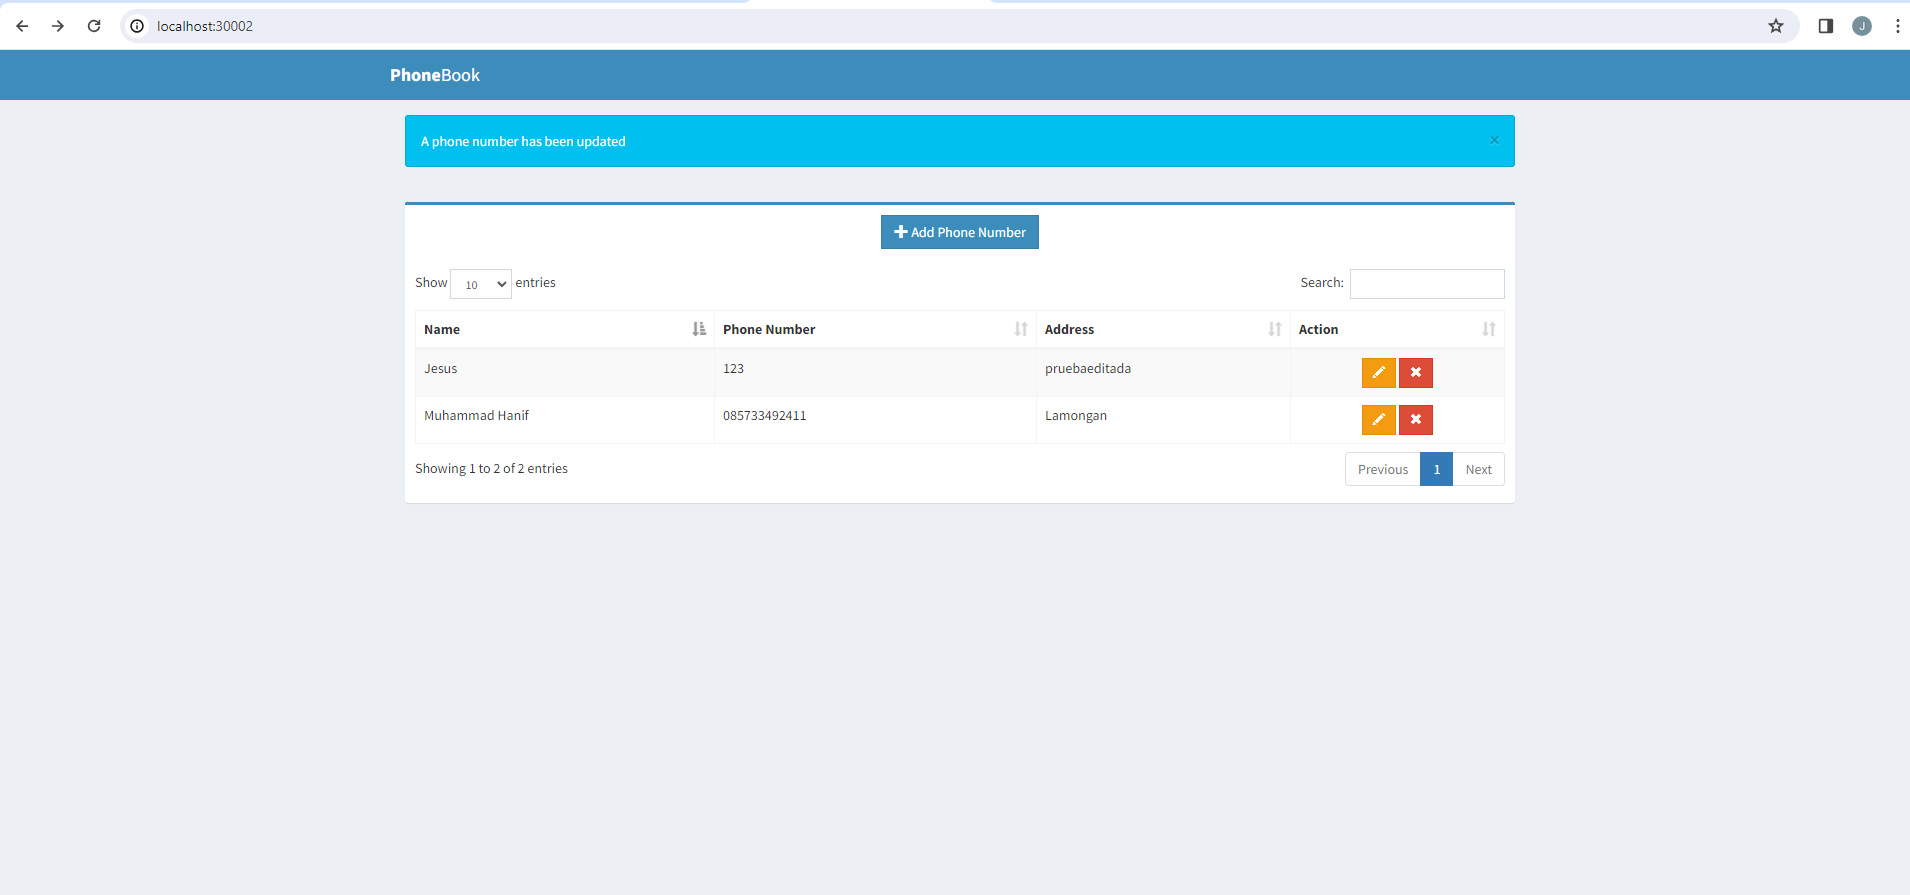 localhost:30002
J
PhoneBook
A phone number has been updated
×
Add Phone Number
Show 10 entries
Search:
Name Phone Number Address Action
Jesus 123 pruebaeditada
Muhammad Hanif 085733492411 Lamongan
Showing 1 to 2 of 2 entries
Previous 1 Next